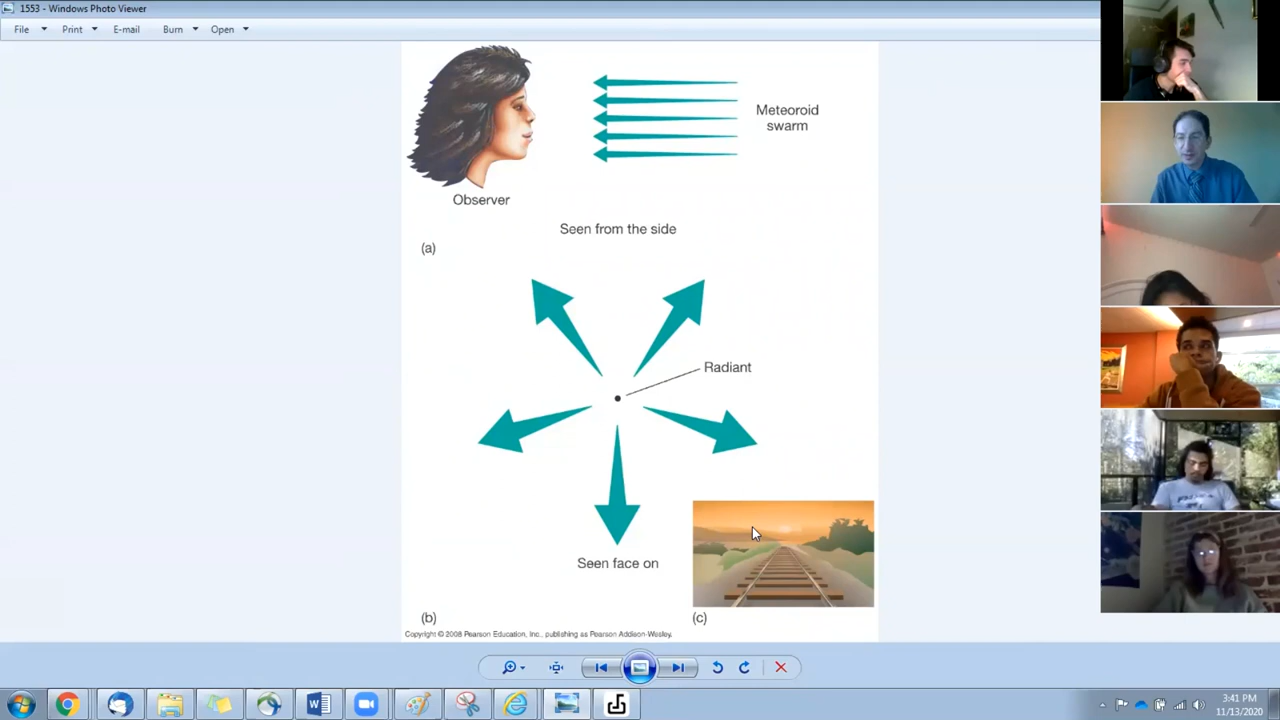 1553 - Windows Photo Viewer
File Print E-mail Burn Open
Meteoroid
swarm
Observer
Seen from the side
(a)
Radiant
Seen face on
(b)
(c)
Copyright © 2008 Pearson Education, Inc., publishing as Pearson Addison-Wesley.
3:41 PM
11/13/2020